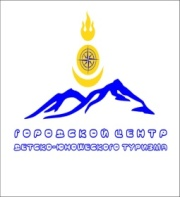 ГОРОДСКОЙ ЦЕНТР
ДЕТСКО-ЮНОШЕСКОГО ТУРИЗМА